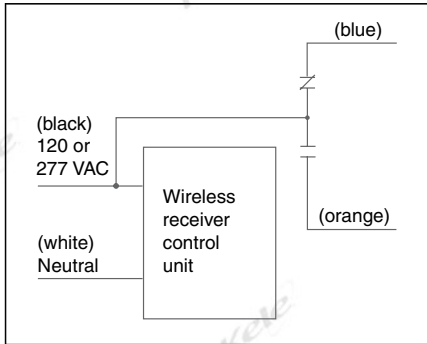 (blue)
(black)
120 or
277 VAC
Wireless
receiver
control
unit
(orange)
(white)
Neutral